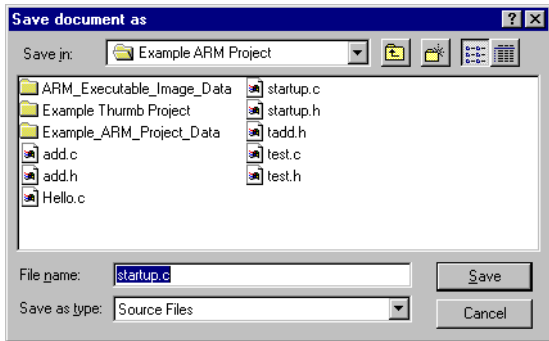 Save document as
Save in: Example ARM Project
ARM_Executable_Image_Data
Example Thurmb Project
Example_ARM_Project_Data
add.c
add.h
Hello.c
startup.c
startup.h
tadd.h
test.c
test.h
File name: startup.c
Save
Save as type: Source Files
Cancel